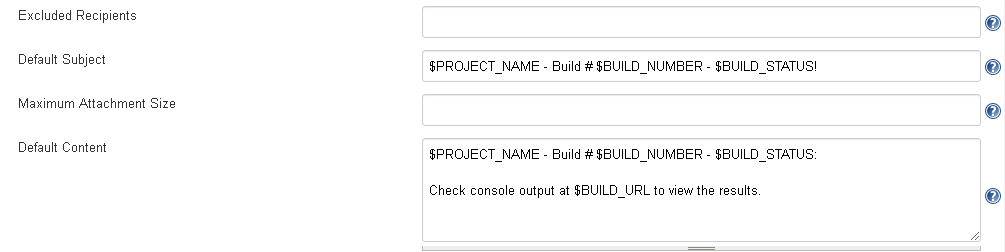 Excluded Recipients
Default Subject
$PROJECT_NAME - Build # $BUILD_NUMBER - $BUILD_STATUS!
Maximum Attachment Size
Default Content
$PROJECT_NAME - Build # $BUILD_NUMBER - $BUILD_STATUS:
Check console output at $BUILD_URL to view the results.